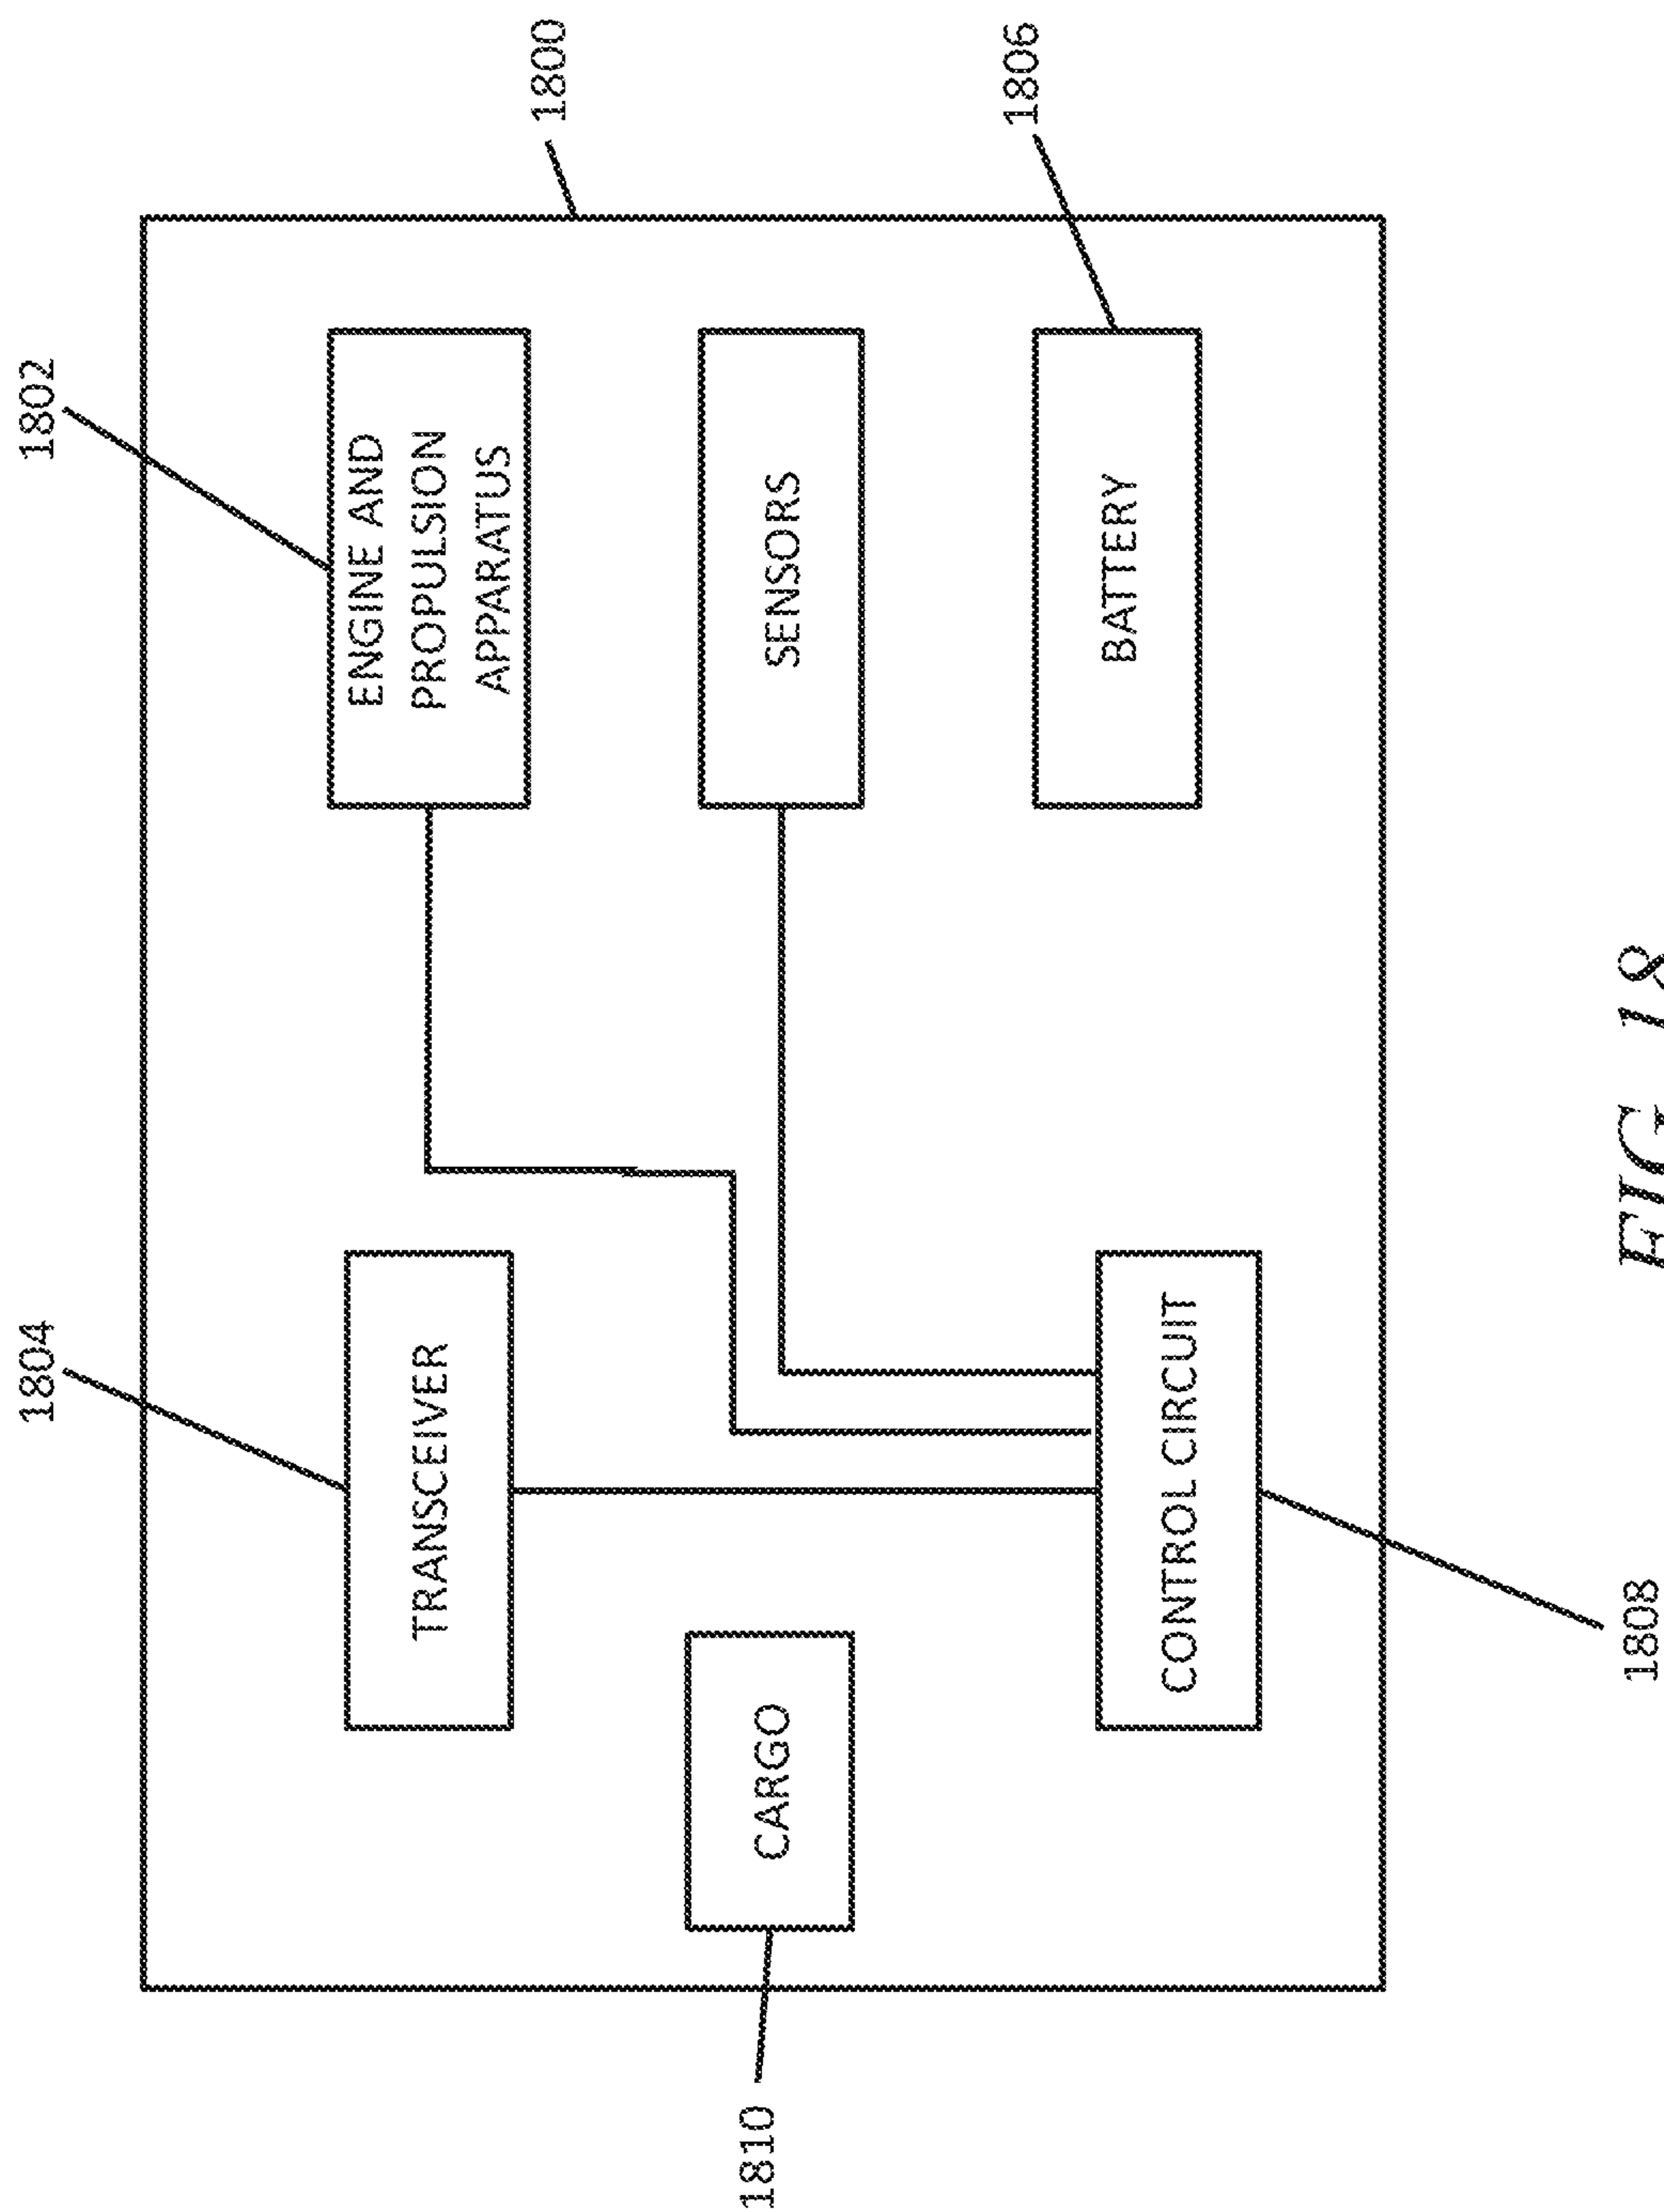 1804
1802
TRANSCEIVER
ENGINE AND
PROPULSION
APPARATUS
1800
1810
CARGO
SENSORS
1806
CONTROL CIRCUIT
BATTERY
1808
FIG 18